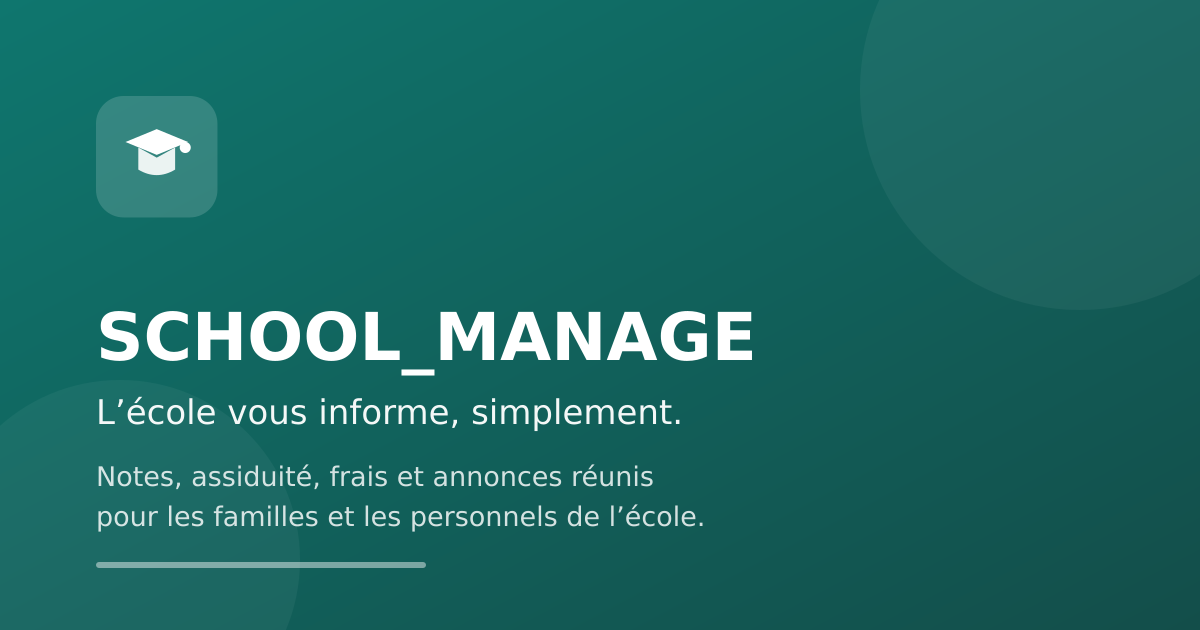 SCHOOL_MANAGE
L’école vous informe, simplement.
Notes, assiduité, frais et annonces réunis
pour les familles et les personnels de l’école.